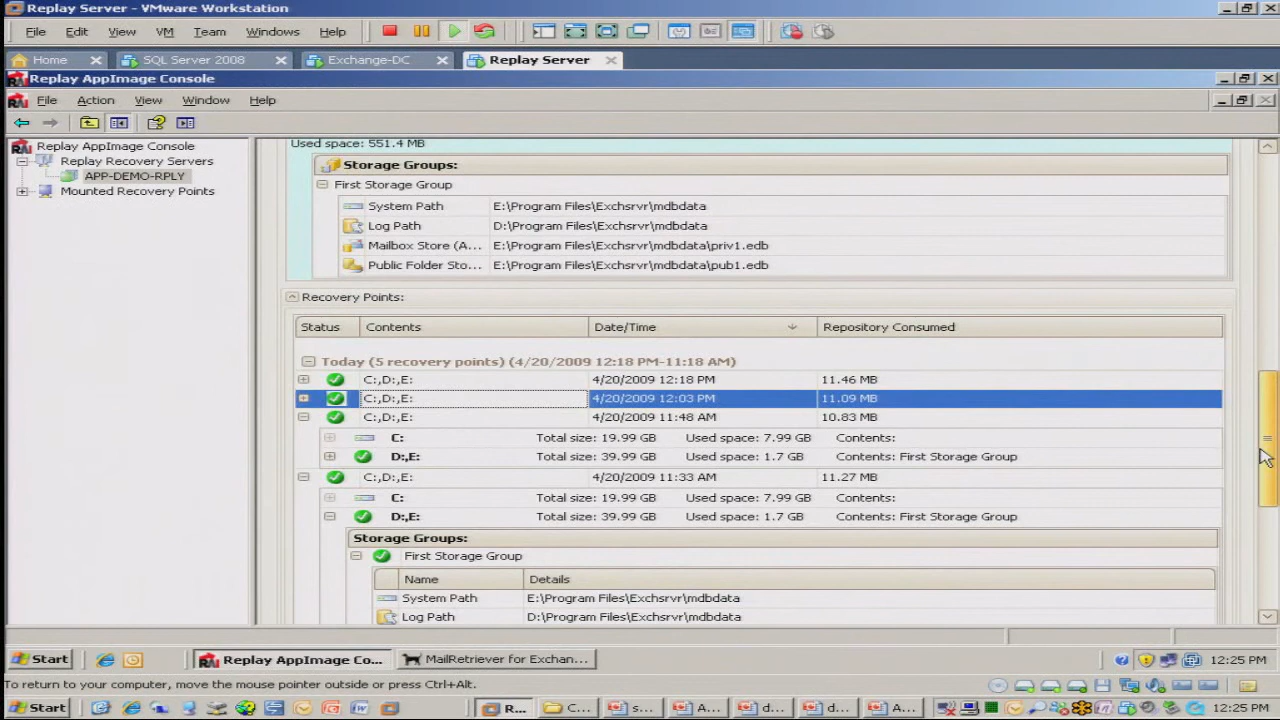 Replay Server - VMware Workstation
File Edit View VM Team Windows Help
Home SQL Server 2008 Exchange-DC Replay Server
Replay AppImage Console
File Action View Window Help
Replay AppImage Console
Replay Recovery Servers
APP-DEMO-RPLY
Mounted Recovery Points
Used space: 551.4 MB
Storage Groups:
First Storage Group
System Path E:\Program Files\Exchsrvr\mdbdata
Log Path D:\Program Files\Exchsrvr\mdbdata
Mailbox Store (A... E:\Program Files\Exchsrvr\mdbdata\priv1.edb
Public Folder Sto... E:\Program Files\Exchsrvr\mdbdata\pub1.edb
Recovery Points:
Status Contents Date/Time Repository Consumed
Today (5 recovery points) (4/20/2009 12:18 PM-11:18 AM)
C:,D:,E: 4/20/2009 12:18 PM 11.46 MB
C:,D:,E: 4/20/2009 12:03 PM 11.09 MB
C:,D:,E: 4/20/2009 11:48 AM 10.83 MB
C: Total size: 19.99 GB Used space: 7.99 GB Contents:
D:,E: Total size: 39.99 GB Used space: 1.7 GB Contents: First Storage Group
C:,D:,E: 4/20/2009 11:33 AM 11.27 MB
C: Total size: 19.99 GB Used space: 7.99 GB Contents:
D:,E: Total size: 39.99 GB Used space: 1.7 GB Contents: First Storage Group
Storage Groups:
First Storage Group
Name Details
System Path E:\Program Files\Exchsrvr\mdbdata
Log Path D:\Program Files\Exchsrvr\mdbdata
Start Replay AppImage Co... MailRetriever for Exchan... 12:25 PM
To return to your computer, move the mouse pointer outside or press Ctrl+Alt.
Start R... C... s... A... d... d... A... 12:25 PM